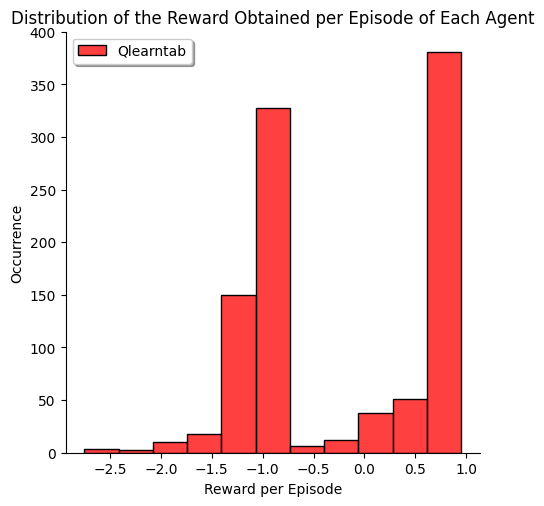 Distribution of the Reward Obtained per Episode of Each Agent
Qlearntab
400
350
300
250
200
150
100
50
0
Occurrence
−2.5 −2.0 −1.5 −1.0 −0.5 0.0 0.5 1.0
Reward per Episode